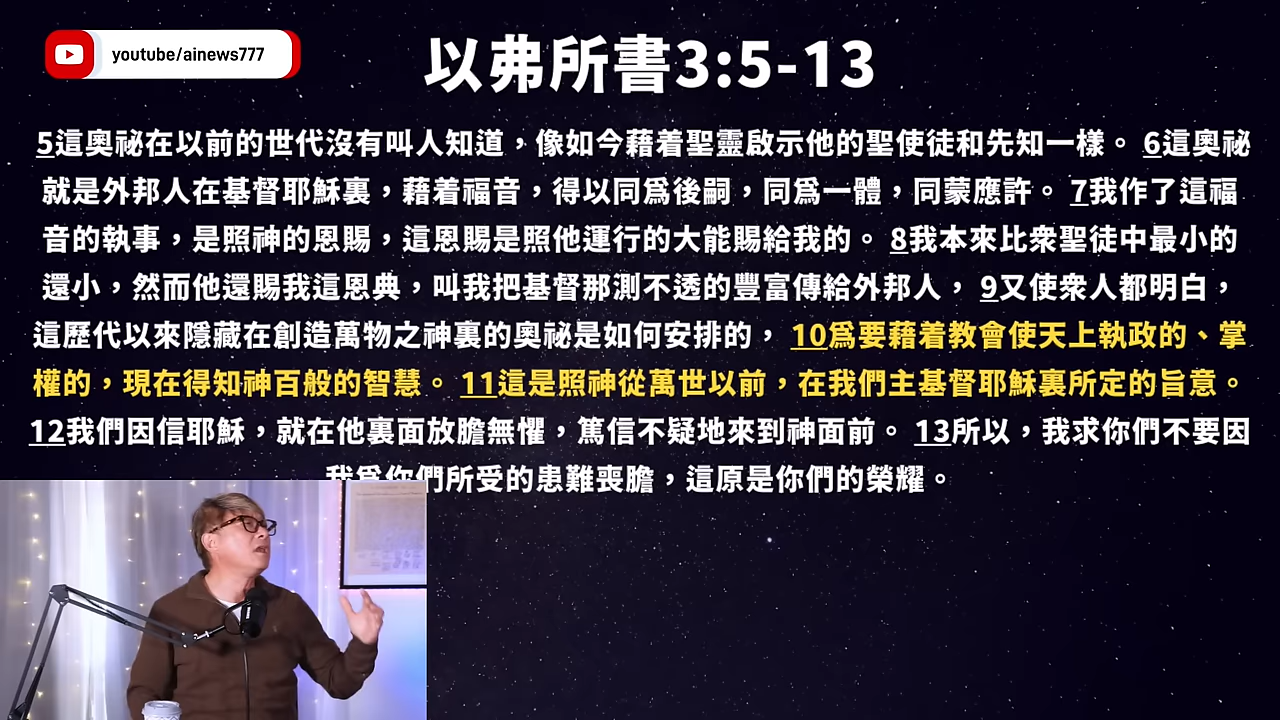 youtube/ainews777
以弗所書3:5-13
5這奧祕在以前的世代沒有叫人知道，像如今藉着聖靈啟示他的聖使徒和先知一樣。 6這奧祕
就是外邦人在基督耶穌裏，藉着福音，得以同爲後嗣，同爲一體，同蒙應許。 7我作了這福
音的執事，是照神的恩賜，這恩賜是照他運行的大能賜給我的。 8我本來比衆聖徒中最小的
還小，然而他還賜我這恩典，叫我把基督那測不透的豐富傳給外邦人， 9又使衆人都明白，
這歷代以來隱藏在創造萬物之神裏的奧祕是如何安排的， 10爲要藉着教會使天上執政的、掌
權的，現在得知神百般的智慧。 11這是照神從萬世以前，在我們主基督耶穌裏所定的旨意。
12我們因信耶穌，就在他裏面放膽無懼，篤信不疑地來到神面前。 13所以，我求你們不要因
我爲你們所受的患難喪膽，這原是你們的榮耀。